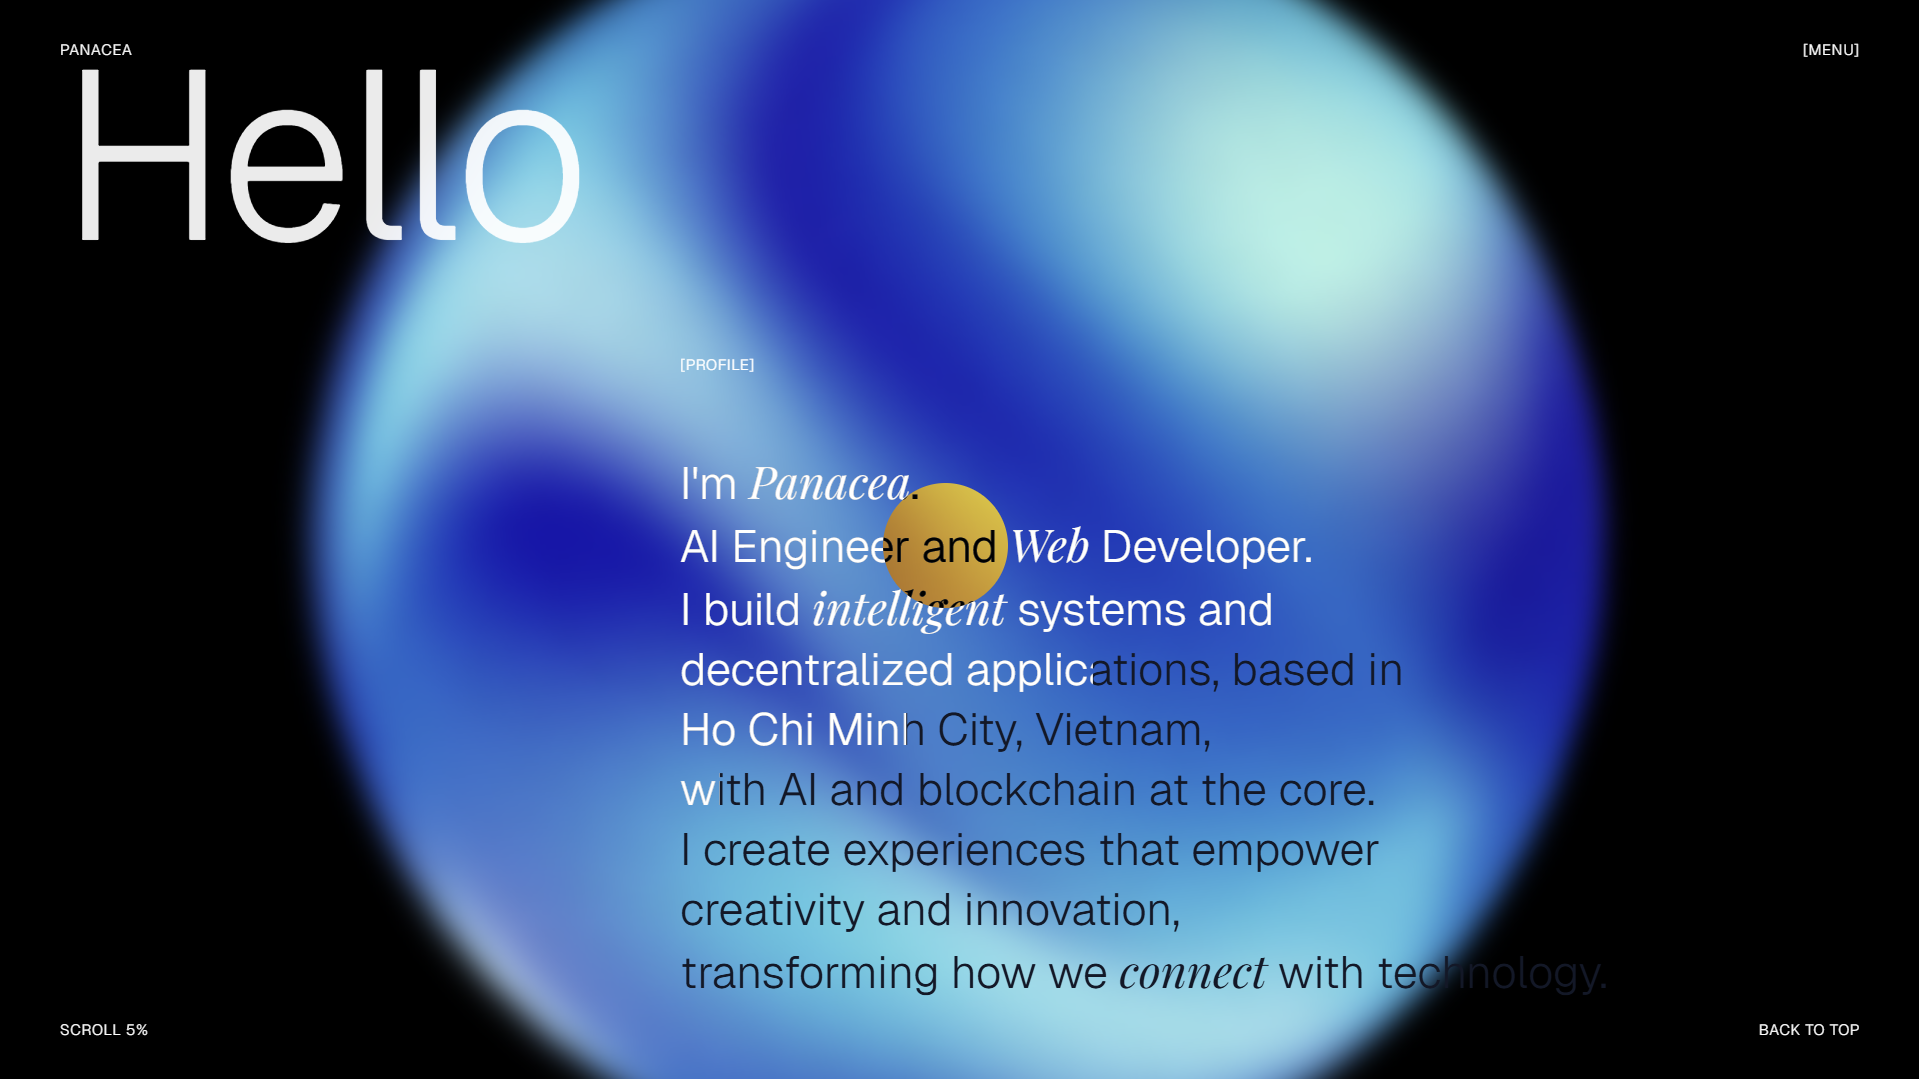 PANACEA
[MENU]
Hello
[PROFILE]
I'm Panacea.
AI Engineer and Web Developer.
I build intelligent systems and
decentralized applications, based in
Ho Chi Minh City, Vietnam,
with AI and blockchain at the core.
I create experiences that empower
creativity and innovation,
transforming how we connect with technology.
SCROLL 5%
BACK TO TOP